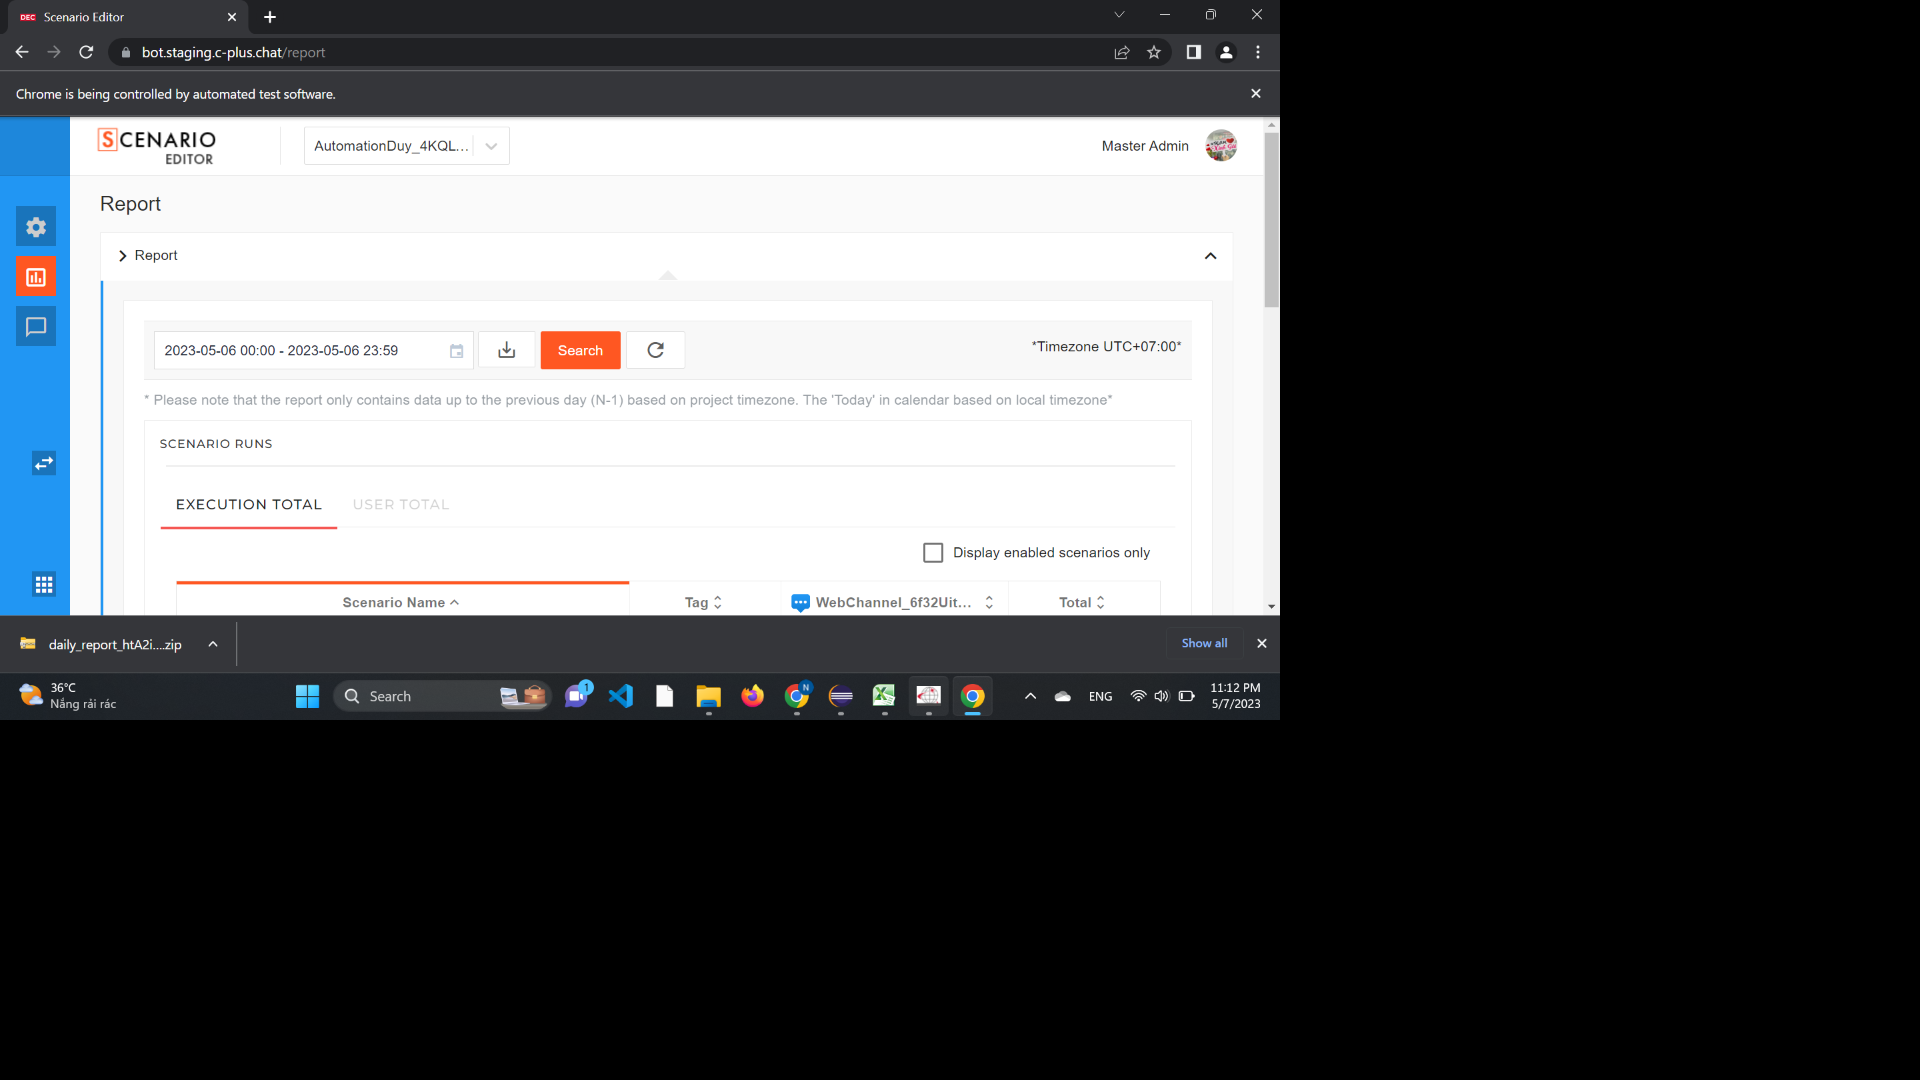 DEC Scenario Editor
bot.staging.c-plus.chat/report
Chrome is being controlled by automated test software.
SCENARIO
EDITOR
AutomationDuy_4KQL...
Master Admin
Report
Report
2023-05-06 00:00 - 2023-05-06 23:59
Search
*Timezone UTC+07:00*
* Please note that the report only contains data up to the previous day (N-1) based on project timezone. The 'Today' in calendar based on local timezone*
SCENARIO RUNS
EXECUTION TOTAL
USER TOTAL
Display enabled scenarios only
Scenario Name
Tag
WebChannel_6f32Uit...
Total
daily_report_htA2i....zip
Show all
36°C
Nắng rải rác
Search
1
N
ENG
11:12 PM
5/7/2023